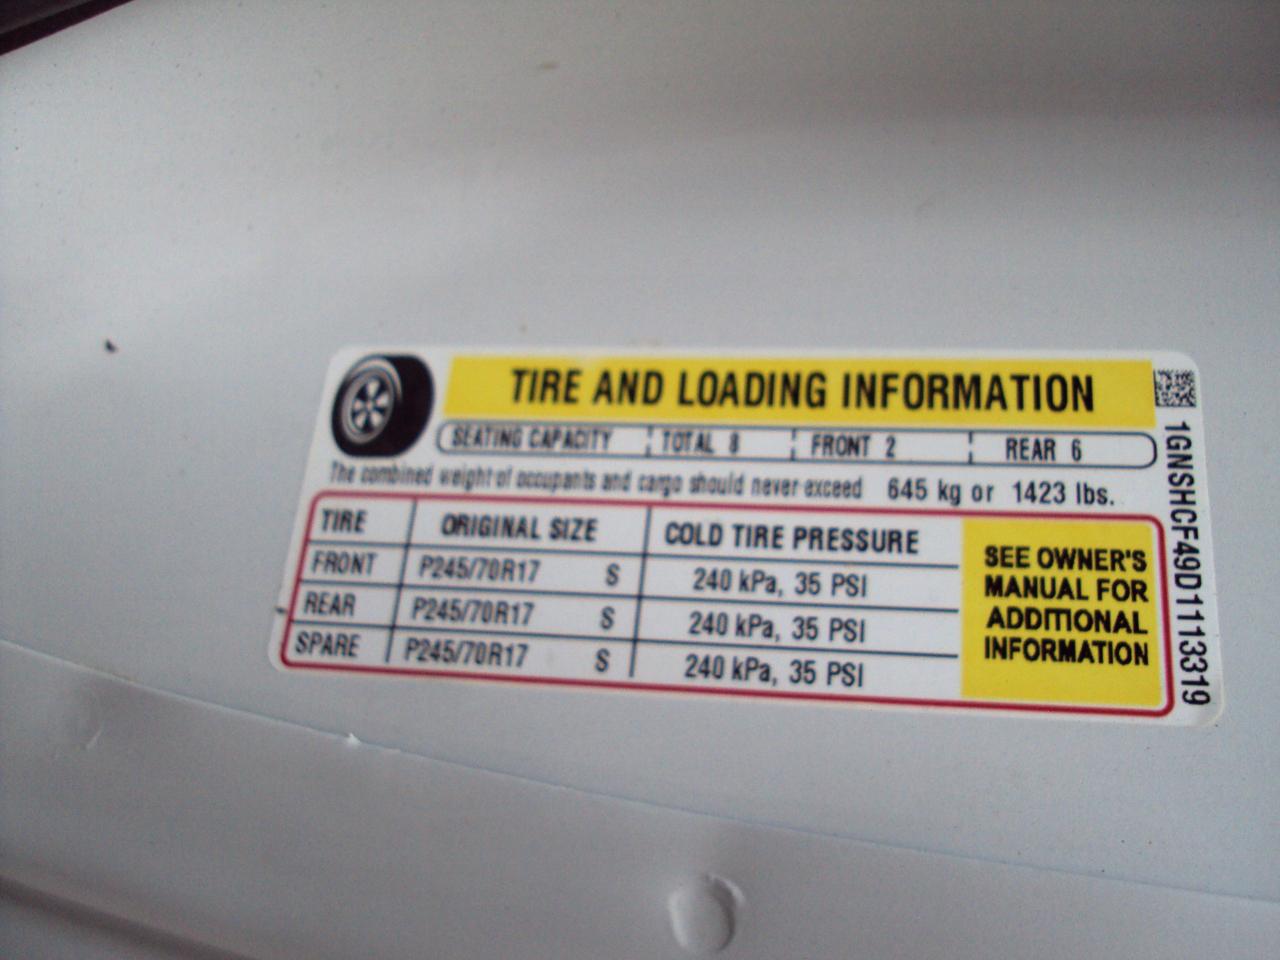 TIRE AND LOADING INFORMATION
SEATING CAPACITY TOTAL 8 FRONT 2 REAR 6
The combined weight of occupants and cargo should never exceed 645 kg or 1423 lbs.
TIRE ORIGINAL SIZE COLD TIRE PRESSURE
FRONT P245/70R17 S 240 kPa, 35 PSI
REAR P245/70R17 S 240 kPa, 35 PSI
SPARE P245/70R17 S 240 kPa, 35 PSI
SEE OWNER'S
MANUAL FOR
ADDITIONAL
INFORMATION
1GNSHCF49D1113319